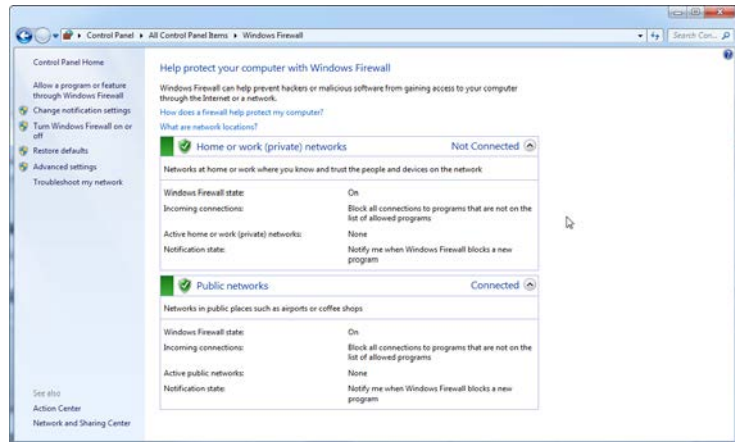 Control Panel ▸ All Control Panel Items ▸ Windows Firewall
Search Con...
Control Panel Home
Allow a program or feature
through Windows Firewall
Change notification settings
Turn Windows Firewall on or
off
Restore defaults
Advanced settings
Troubleshoot my network
See also
Action Center
Network and Sharing Center
Help protect your computer with Windows Firewall
Windows Firewall can help prevent hackers or malicious software from gaining access to your computer
through the Internet or a network.
How does a firewall help protect my computer?
What are network locations?
Home or work (private) networks Not Connected
Networks at home or work where you know and trust the people and devices on the network
Windows Firewall state: On
Incoming connections: Block all connections to programs that are not on the
list of allowed programs
Active home or work (private) networks: None
Notification state: Notify me when Windows Firewall blocks a new
program
Public networks Connected
Networks in public places such as airports or coffee shops
Windows Firewall state: On
Incoming connections: Block all connections to programs that are not on the
list of allowed programs
Active public networks: None
Notification state: Notify me when Windows Firewall blocks a new
program